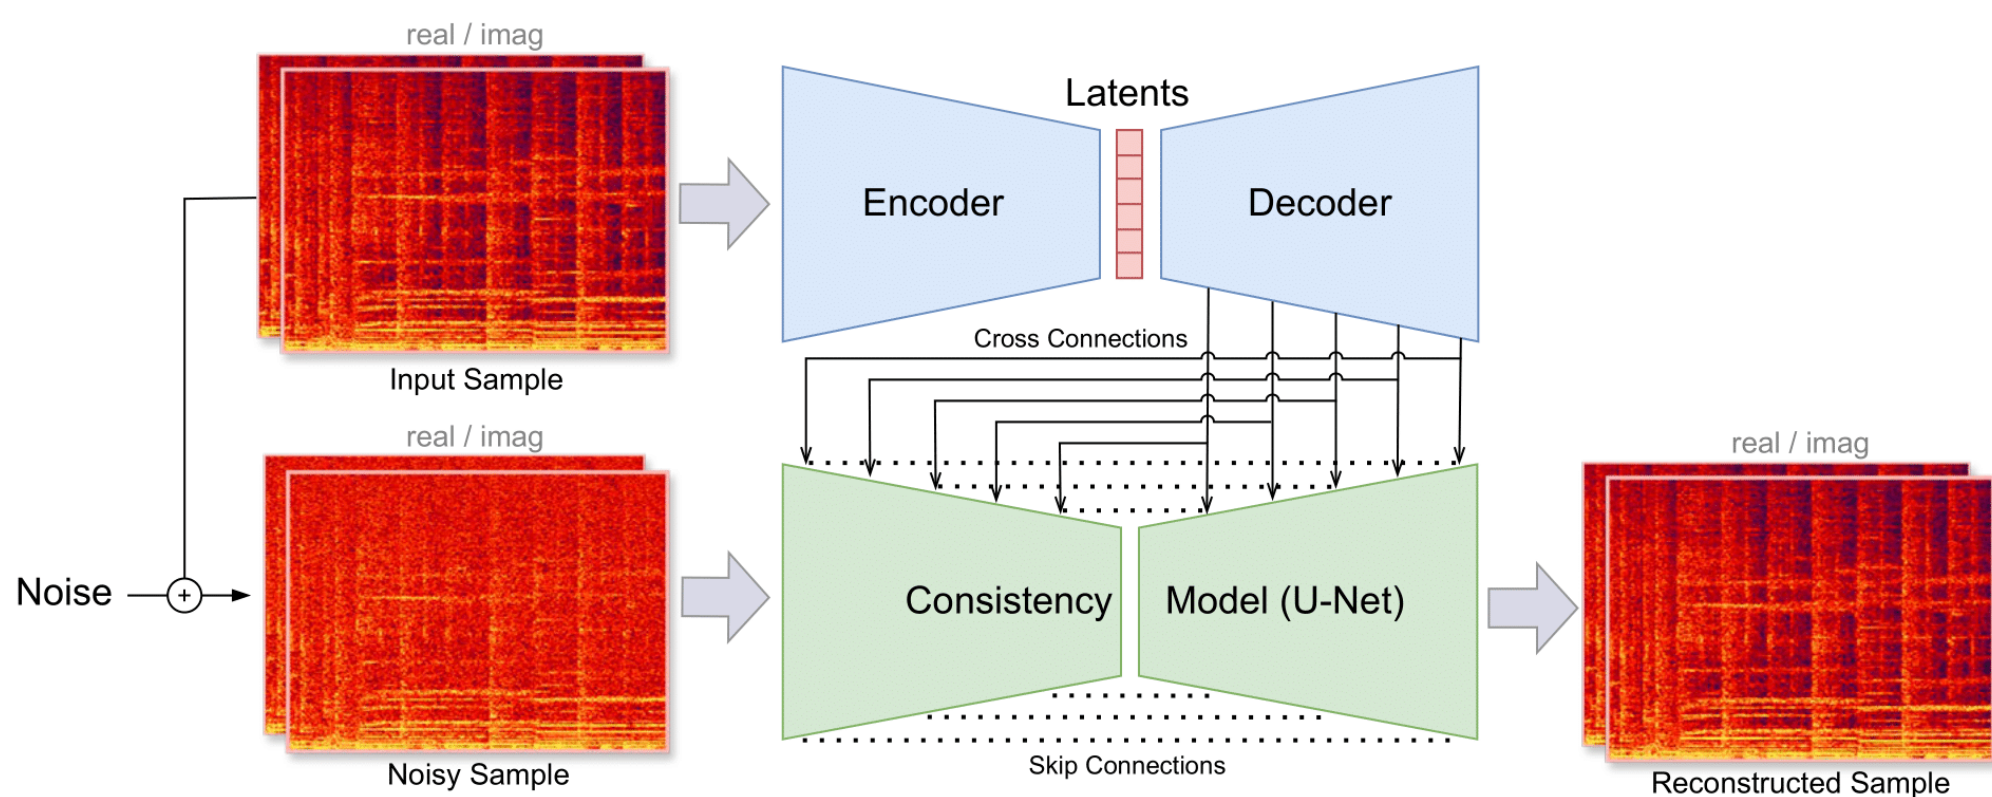 real / imag
Latents
Encoder
Decoder
Cross Connections
Input Sample
real / imag
real / imag
Noise
+
Consistency
Model (U-Net)
Skip Connections
Noisy Sample
Reconstructed Sample